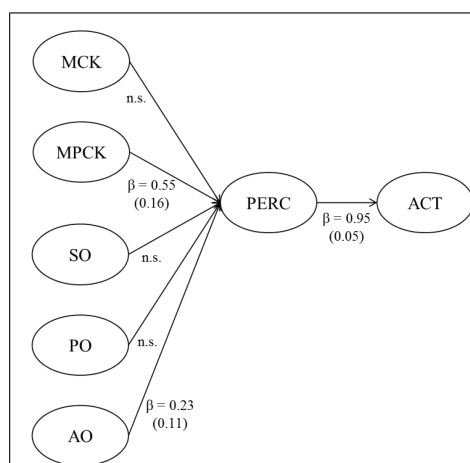 MCK
n.s.
MPCK
β = 0.55
(0.16)
PERC
ACT
β = 0.95
(0.05)
SO
n.s.
PO
n.s.
β = 0.23
(0.11)
AO